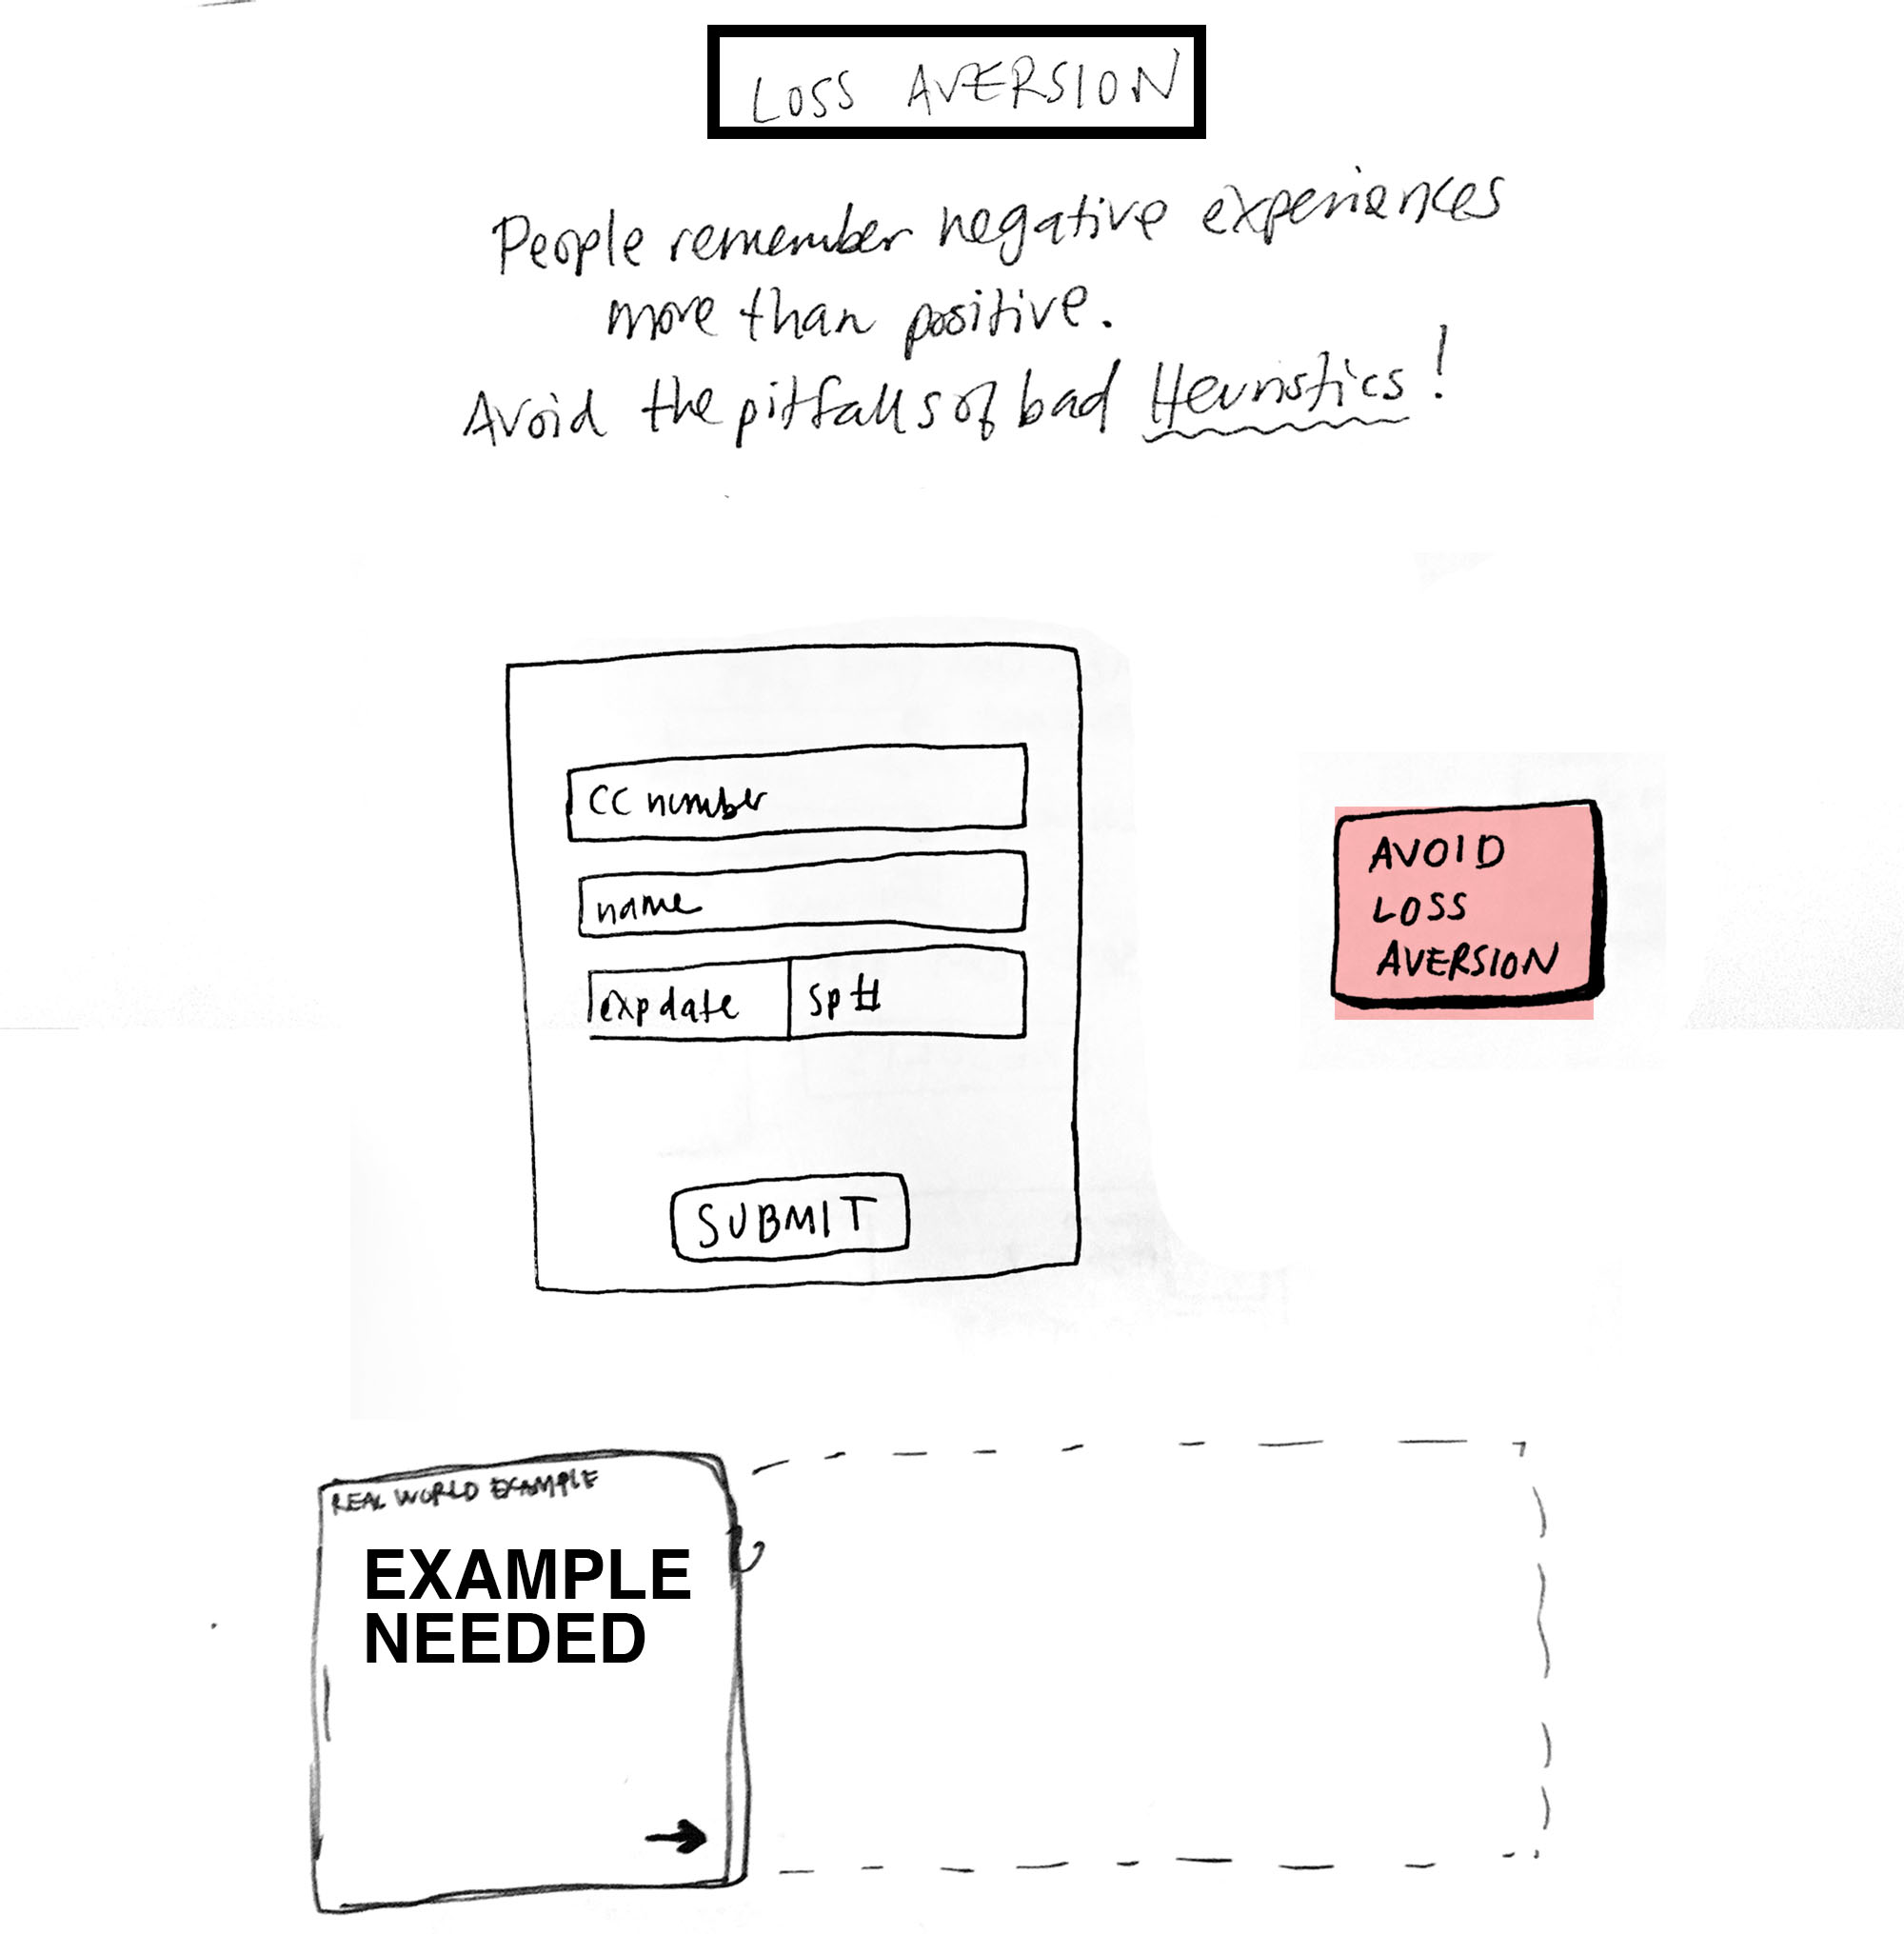 LOSS AVERSION
People remember negative experiences
more than positive.
Avoid the pitfalls of bad Heuristics!
CC number
name
exp date
sp#
SUBMIT
AVOID
LOSS
AVERSION
REAL WORLD EXAMPLE
EXAMPLE
NEEDED